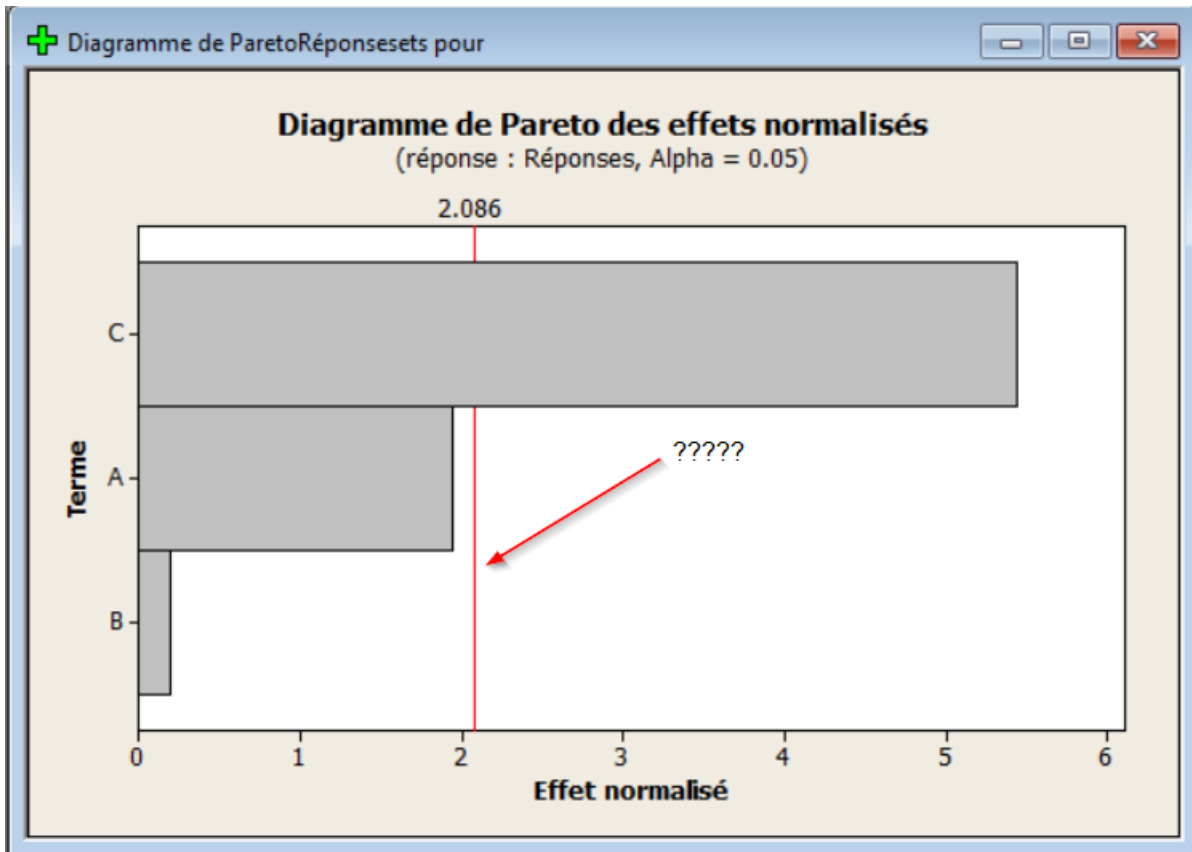 Diagramme de ParetoRéponsesets pour
Diagramme de Pareto des effets normalisés
(réponse : Réponses, Alpha = 0.05)
2.086
C
?????
A
Terme
B
0 1 2 3 4 5 6
Effet normalisé